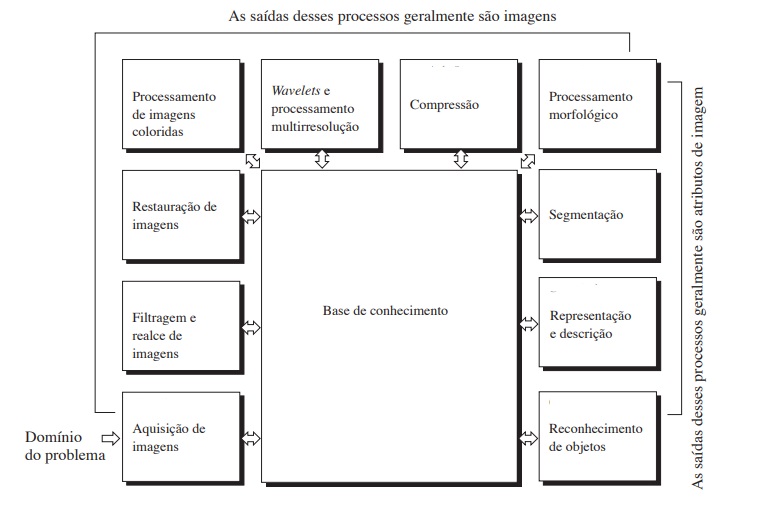 As saídas desses processos geralmente são imagens
Processamento
de imagens
coloridas
Wavelets e
processamento
multirresolução
Compressão
Processamento
morfológico
Restauração de
imagens
Segmentação
Base de conhecimento
Filtragem e
realce de
imagens
Representação
e descrição
Domínio
do problema
Aquisição de
imagens
Reconhecimento
de objetos
As saídas desses processos geralmente são atributos de imagem